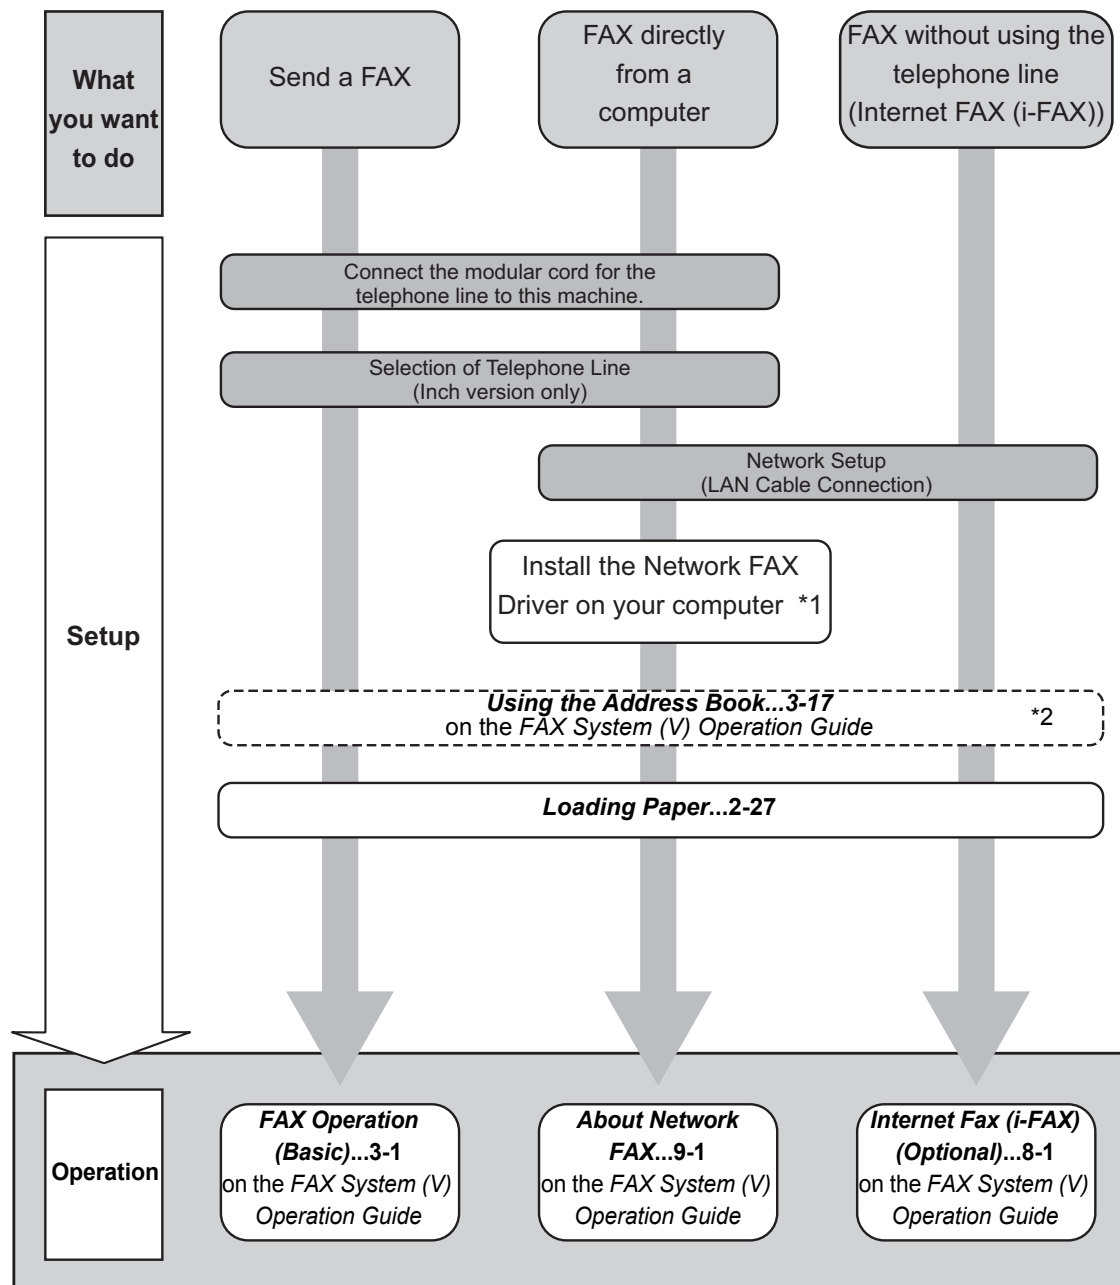 What
you want
to do
Send a FAX
FAX directly
from a
computer
FAX without using the
telephone line
(Internet FAX (i-FAX))
Setup
Connect the modular cord for the
telephone line to this machine.
Selection of Telephone Line
(Inch version only)
Network Setup
(LAN Cable Connection)
Install the Network FAX
Driver on your computer *1
Using the Address Book...3-17
on the FAX System (V) Operation Guide
*2
Loading Paper...2-27
Operation
FAX Operation
(Basic)...3-1
on the FAX System (V)
Operation Guide
About Network
FAX...9-1
on the FAX System (V)
Operation Guide
Internet Fax (i-FAX)
(Optional)...8-1
on the FAX System (V)
Operation Guide